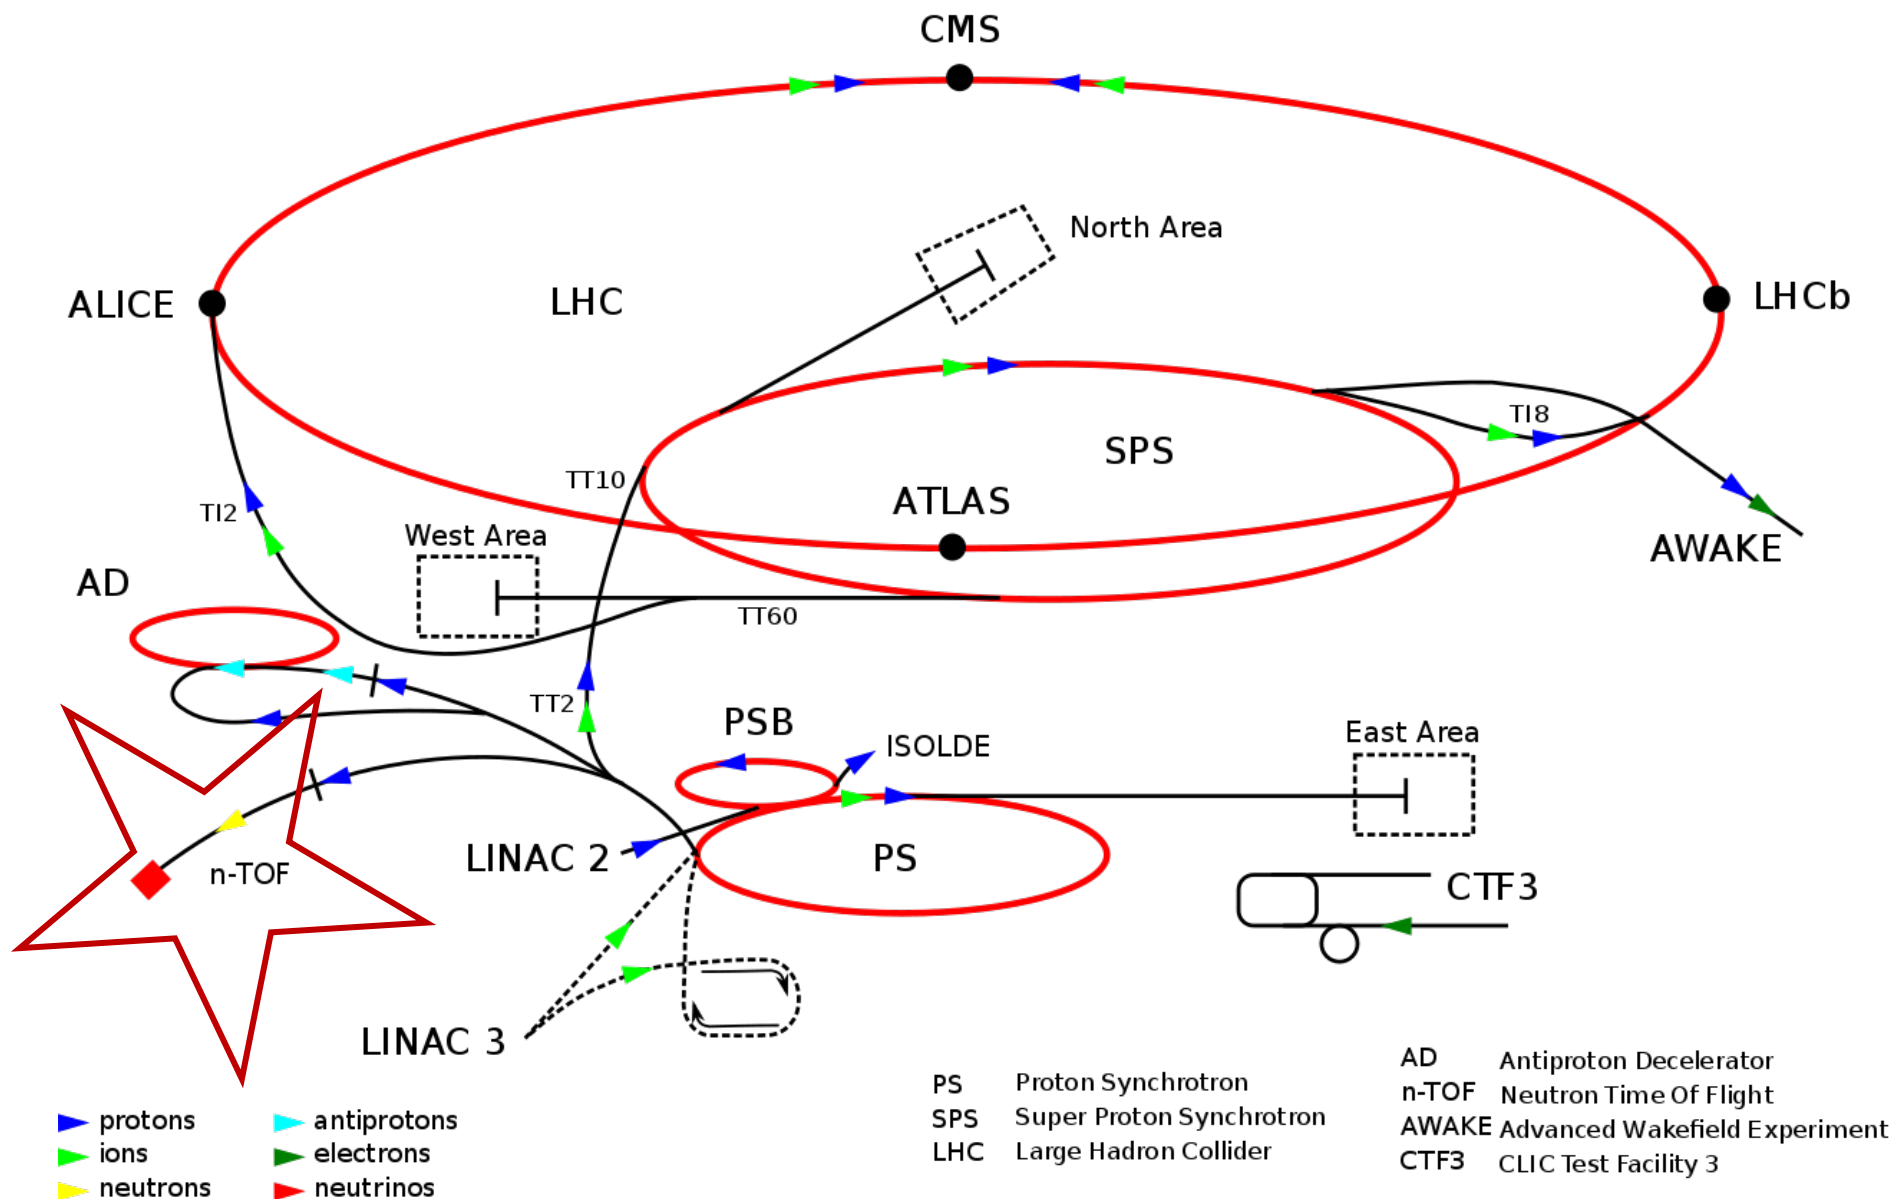 CMS
North Area
ALICE
LHC
LHCb
TI8
SPS
TT10
ATLAS
TI2
West Area
AWAKE
AD
TT60
TT2
PSB
ISOLDE
East Area
LINAC 2
PS
n-TOF
CTF3
LINAC 3
protons
ions
neutrons
antiprotons
electrons
neutrinos
PS Proton Synchrotron
SPS Super Proton Synchrotron
LHC Large Hadron Collider
AD Antiproton Decelerator
n-TOF Neutron Time Of Flight
AWAKE Advanced Wakefield Experiment
CTF3 CLIC Test Facility 3